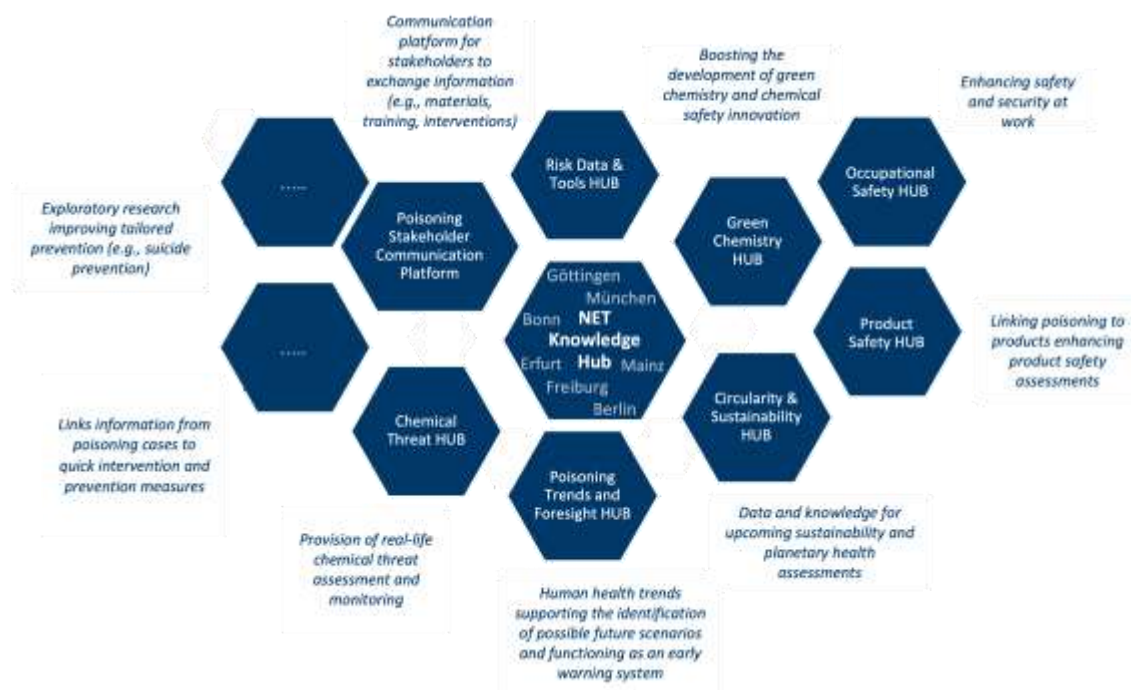 Communication
platform for
stakeholders to
exchange information
(e.g., materials,
training, interventions)
Boosting the
development of green
chemistry and chemical
safety innovation
Enhancing safety
and security at
work
.....
Risk Data &
Tools HUB
Occupational
Safety HUB
Exploratory research
improving tailored
prevention (e.g., suicide
prevention)
Poisoning
Stakeholder
Communication
Platform
Green
Chemistry
HUB
Göttingen
München
Bonn NET
Knowledge
Erfurt Hub Mainz
Freiburg
Berlin
.....
Product
Safety HUB
Linking poisoning to
products enhancing
product safety
assessments
Links information from
poisoning cases to
quick intervention and
prevention measures
Chemical
Threat HUB
Circularity &
Sustainability
HUB
Poisoning
Trends and
Foresight HUB
Provision of real-life
chemical threat
assessment and
monitoring
Data and knowledge for
upcoming sustainability and
planetary health
assessments
Human health trends
supporting the identification
of possible future scenarios
and functioning as an early
warning system